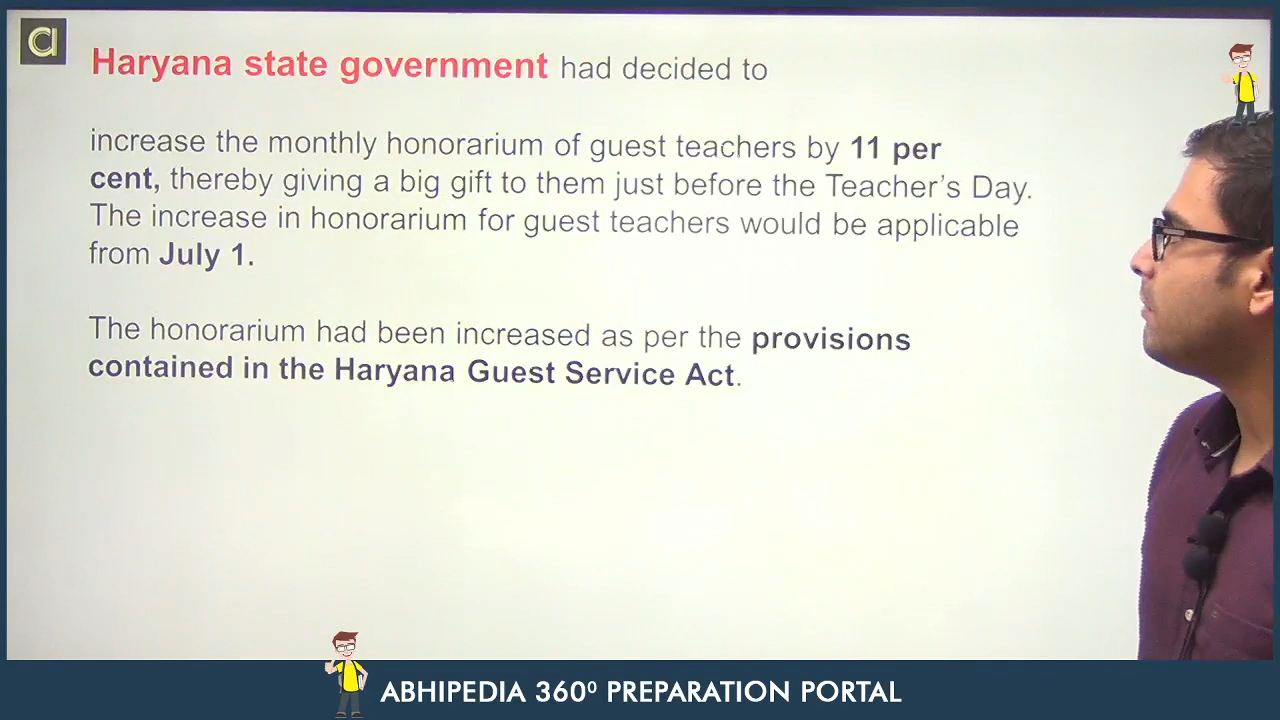 a
Haryana state government had decided to
increase the monthly honorarium of guest teachers by 11 per
cent, thereby giving a big gift to them just before the Teacher's Day.
The increase in honorarium for guest teachers would be applicable
from July 1.
The honorarium had been increased as per the provisions
contained in the Haryana Guest Service Act.
ABHIPEDIA 360⁰ PREPARATION PORTAL